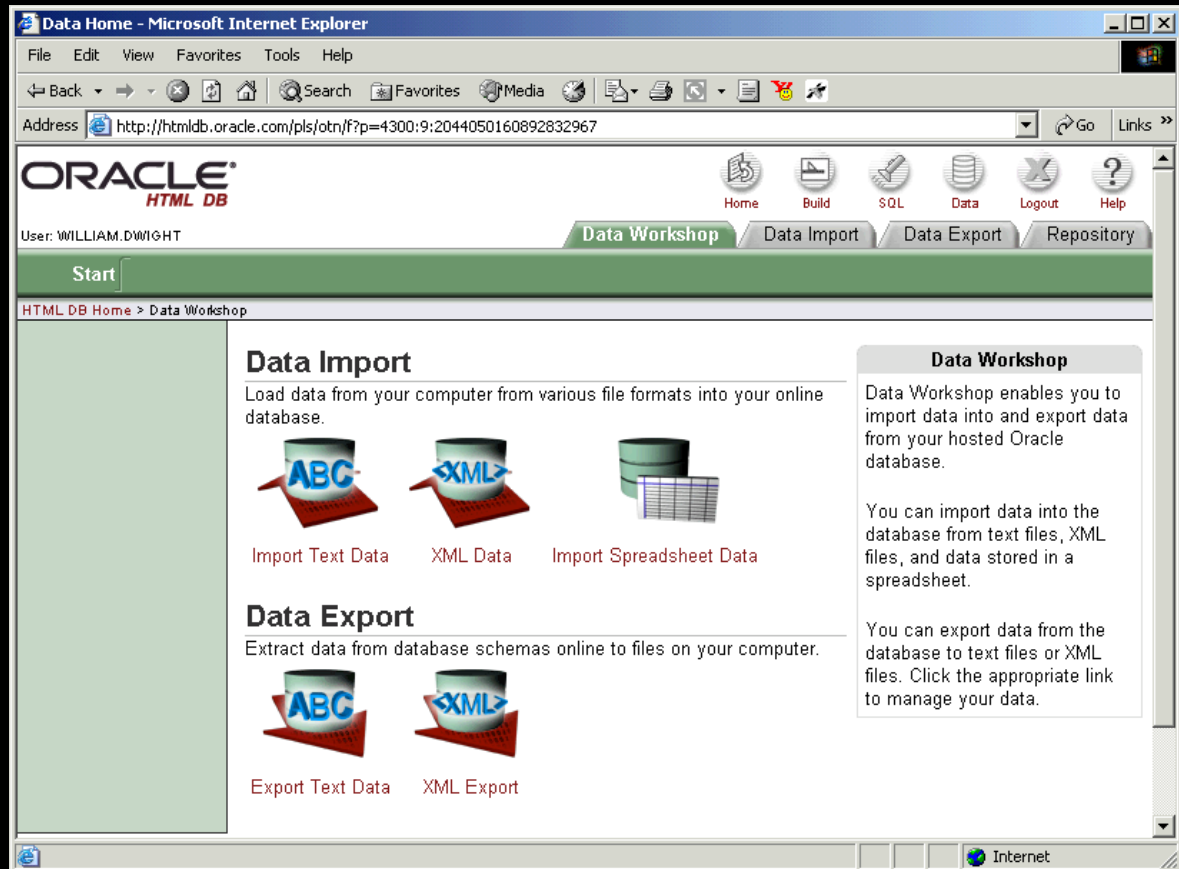 Data Home - Microsoft Internet Explorer
File Edit View Favorites Tools Help
Back Search Favorites Media
Address http://htmldb.oracle.com/pls/otn/f?p=4300:9:2044050160892832967 Go Links »
ORACLE
HTML DB
Home Build SQL Data Logout Help
User: WILLIAM.DWIGHT
Data Workshop Data Import Data Export Repository
Start
HTML DB Home > Data Workshop
Data Import
Load data from your computer from various file formats into your online
database.
ABC <XML>
Import Text Data XML Data Import Spreadsheet Data
Data Export
Extract data from database schemas online to files on your computer.
ABC <XML>
Export Text Data XML Export
Data Workshop
Data Workshop enables you to
import data into and export data
from your hosted Oracle
database.
You can import data into the
database from text files, XML
files, and data stored in a
spreadsheet.
You can export data from the
database to text files or XML
files. Click the appropriate link
to manage your data.
Internet